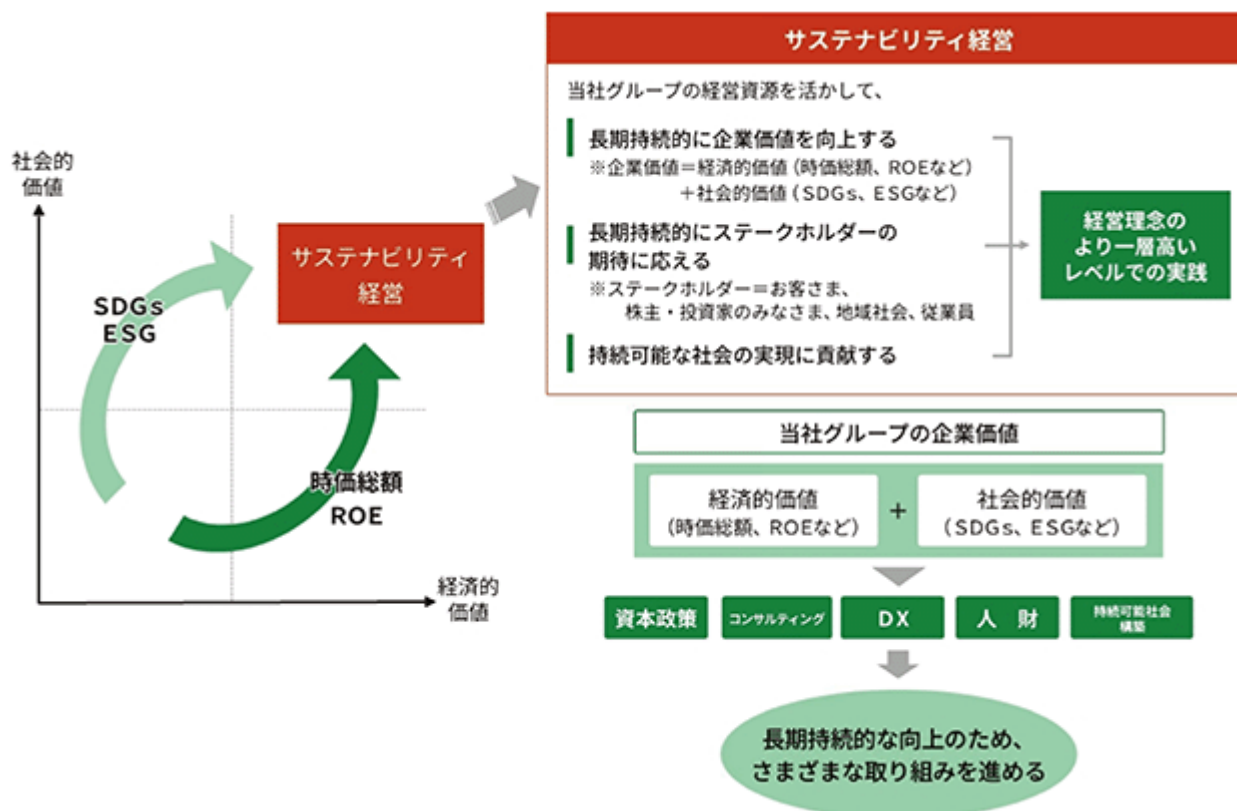 社会的
価値
SDGs
ESG
サステナビリティ
経営
時価総額
ROE
経済的
価値
サステナビリティ経営
当社グループの経営資源を活かして、
長期持続的に企業価値を向上する
※企業価値＝経済的価値（時価総額、ROEなど）
＋社会的価値（SDGs、ESGなど）
長期持続的にステークホルダーの
期待に応える
※ステークホルダー＝お客さま、
株主・投資家のみなさま、地域社会、従業員
持続可能な社会の実現に貢献する
経営理念の
より一層高い
レベルでの実践
当社グループの企業価値
経済的価値
（時価総額、ROEなど）
+
社会的価値
（SDGs、ESGなど）
資本政策
コンサルティング
DX
人　財
持続可能社会
構築
長期持続的な向上のため、
さまざまな取り組みを進める